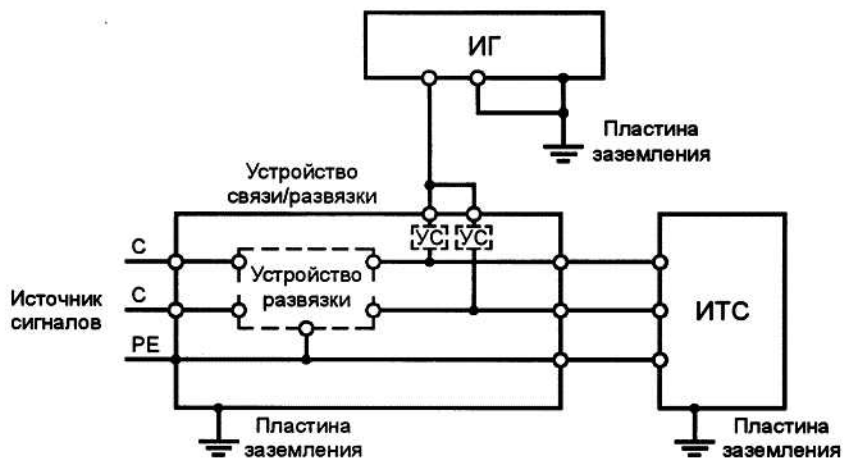 ИГ
Пластина
заземления
Устройство
связи/развязки
УС УС
С
Устройство
развязки
Источник
сигналов
С
ИТС
PE
Пластина
заземления
Пластина
заземления